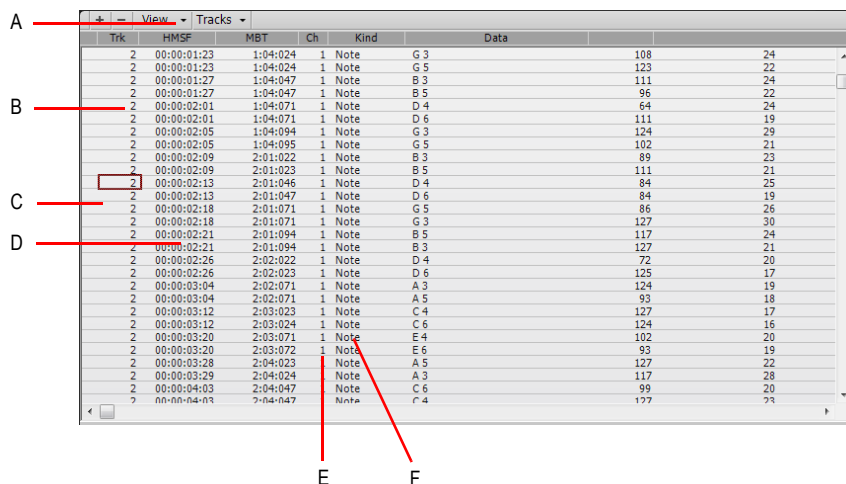 A
+ − View Tracks
Trk HMSF MBT Ch Kind Data
2 00:00:01:23 1:04:024 1 Note G 3 108 24
2 00:00:01:23 1:04:024 1 Note G 5 123 22
2 00:00:01:27 1:04:047 1 Note B 3 111 24
2 00:00:01:27 1:04:047 1 Note B 5 96 22
B
2 00:00:02:01 1:04:071 1 Note D 4 64 24
2 00:00:02:01 1:04:071 1 Note D 6 111 19
2 00:00:02:05 1:04:094 1 Note G 3 124 29
2 00:00:02:05 1:04:095 1 Note G 5 102 21
2 00:00:02:09 2:01:022 1 Note B 3 89 23
2 00:00:02:09 2:01:023 1 Note B 5 111 21
2 00:00:02:13 2:01:046 1 Note D 4 84 25
C
2 00:00:02:13 2:01:047 1 Note D 6 84 19
2 00:00:02:18 2:01:071 1 Note G 5 86 26
2 00:00:02:18 2:01:071 1 Note G 3 127 30
2 00:00:02:21 2:01:094 1 Note B 5 117 24
D
2 00:00:02:21 2:01:094 1 Note B 3 127 21
2 00:00:02:26 2:02:022 1 Note D 4 72 20
2 00:00:02:26 2:02:023 1 Note D 6 125 17
2 00:00:03:04 2:02:071 1 Note A 3 124 19
2 00:00:03:04 2:02:071 1 Note A 5 93 18
2 00:00:03:12 2:03:023 1 Note C 4 127 17
2 00:00:03:12 2:03:024 1 Note C 6 124 16
2 00:00:03:20 2:03:071 1 Note E 4 102 20
2 00:00:03:20 2:03:072 1 Note E 6 93 19
2 00:00:03:28 2:04:023 Note A 5 127 22
2 00:00:03:29 2:04:024 Note A 3 117 28
2 00:00:04:03 2:04:047 Note C 6 99 20
2 00:00:04:03 2:04:047 Note C 4 127 23
E F